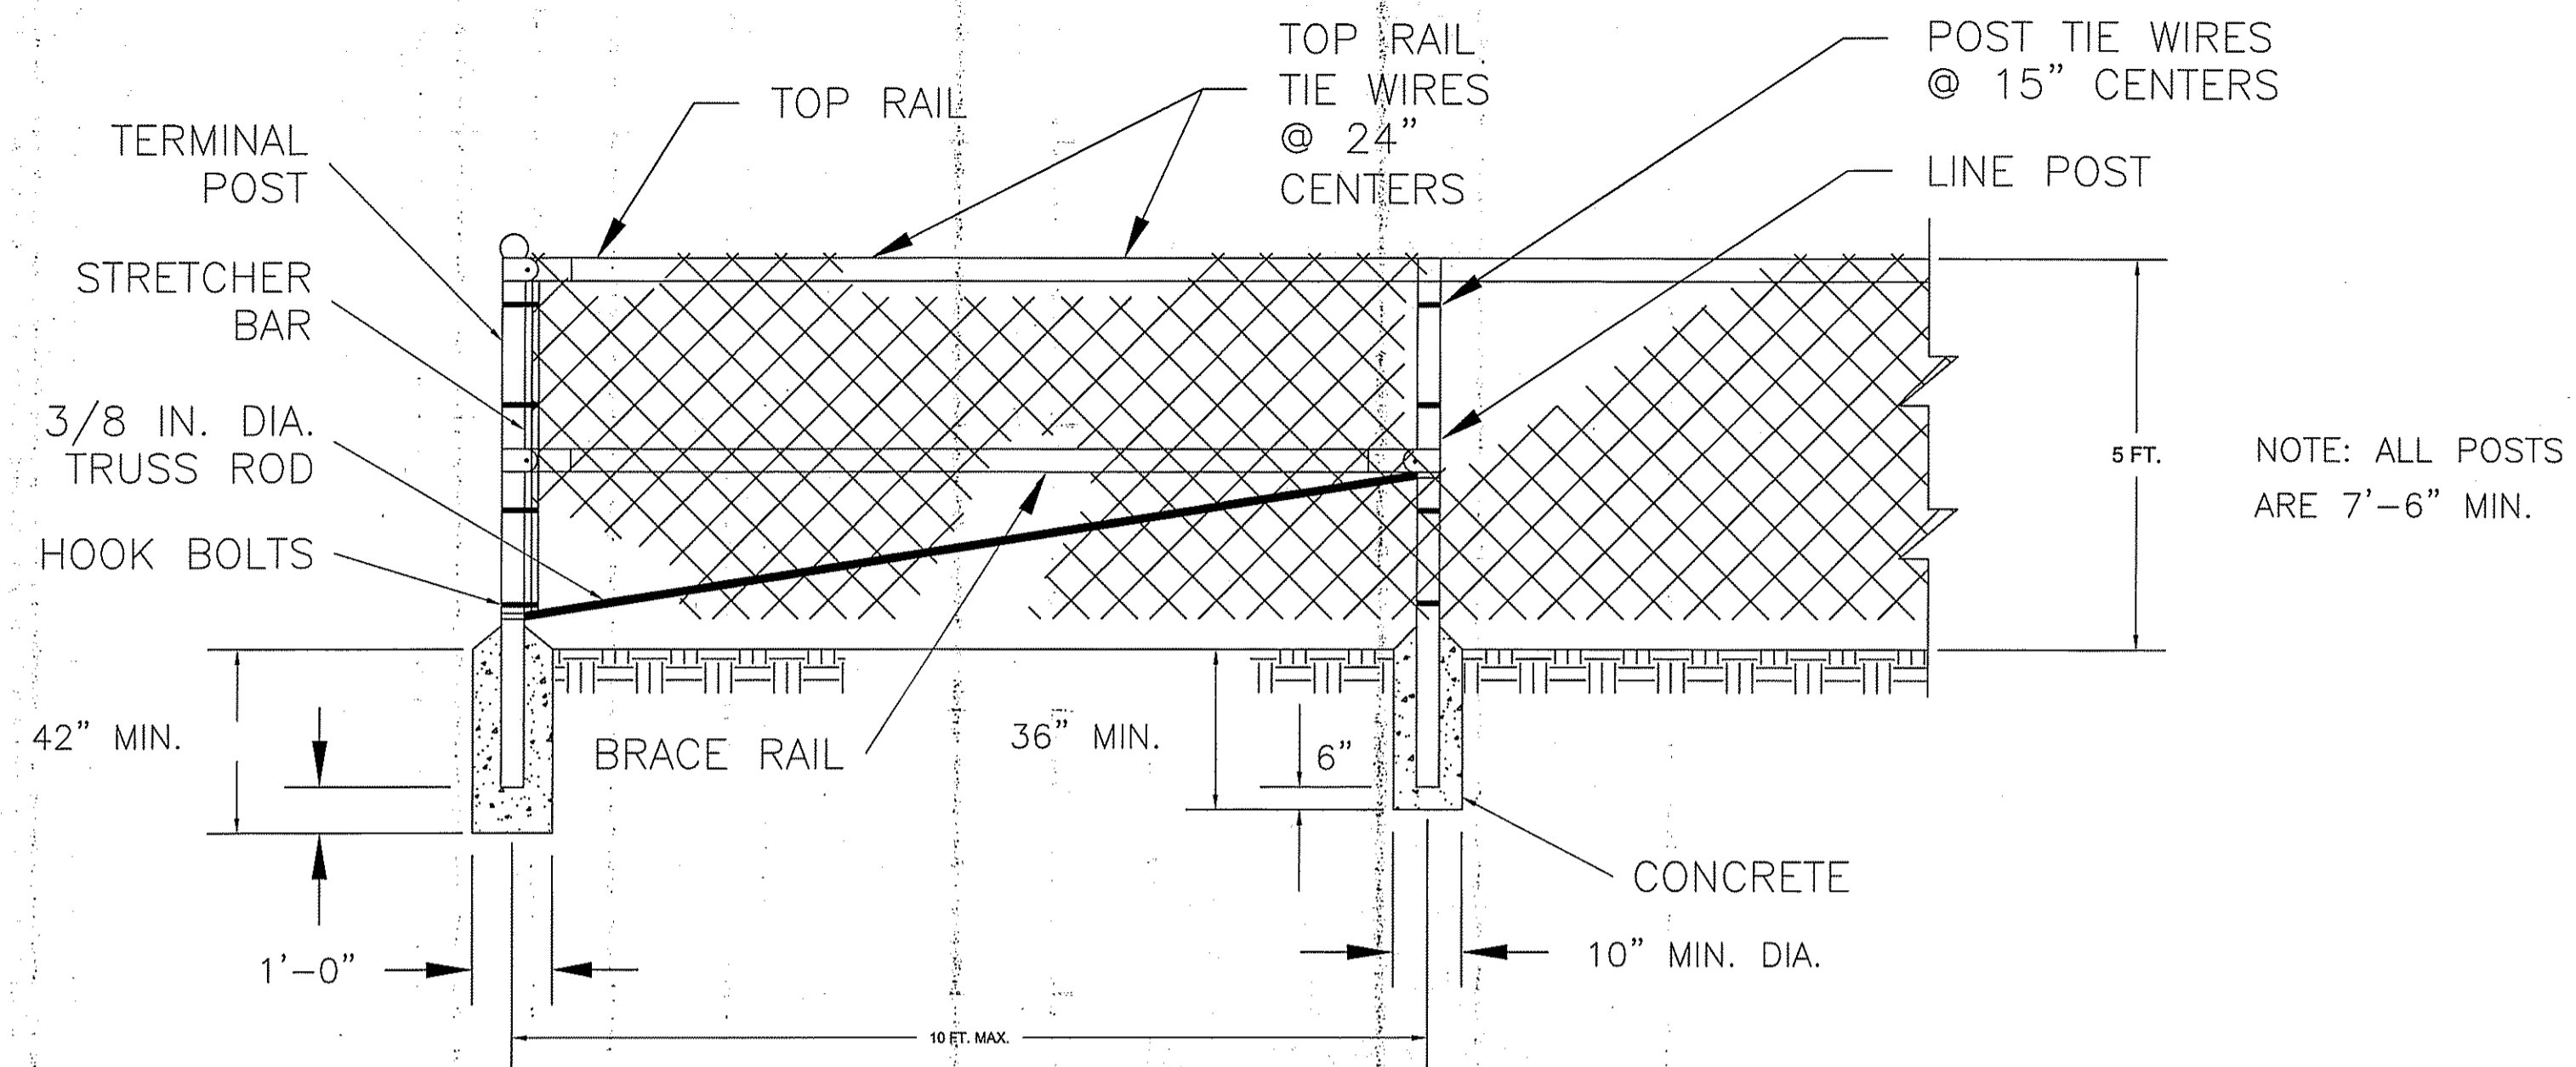 TOP RAIL
TIE WIRES
@ 24”
CENTERS
POST TIE WIRES
@ 15” CENTERS
TOP RAIL
TERMINAL
POST
LINE POST
STRETCHER
BAR
3/8 IN. DIA.
TRUSS ROD
5 FT.
NOTE: ALL POSTS
ARE 7’-6” MIN.
HOOK BOLTS
42” MIN.
BRACE RAIL
36” MIN.
6”
CONCRETE
1’-0”
10” MIN. DIA.
10 FT. MAX.